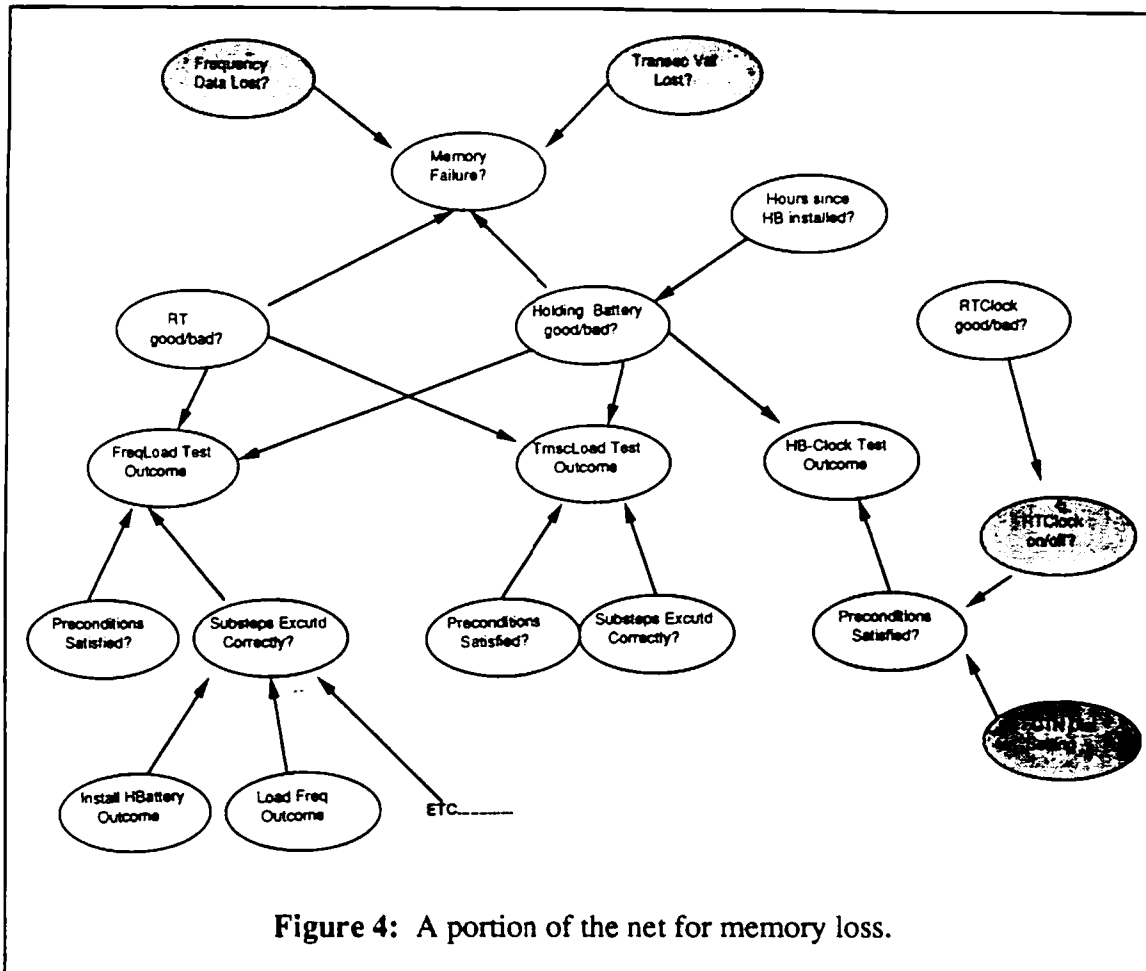 Frequency
Data Lost?
Transec Val
Lost?
Memory
Failure?
Hours since
HB installed?
RT
good/bad?
Holding Battery
good/bad?
RTClock
good/bad?
FreqLoad Test
Outcome
TrnscLoad Test
Outcome
HB-Clock Test
Outcome
RTClock
on/off?
Preconditions
Satisfied?
Substeps Excutd
Correctly?
Preconditions
Satisfied?
Substeps Excutd
Correctly?
Preconditions
Satisfied?
Install HBattery
Outcome
Load Freq
Outcome
ETC..........
Figure 4: A portion of the net for memory loss.